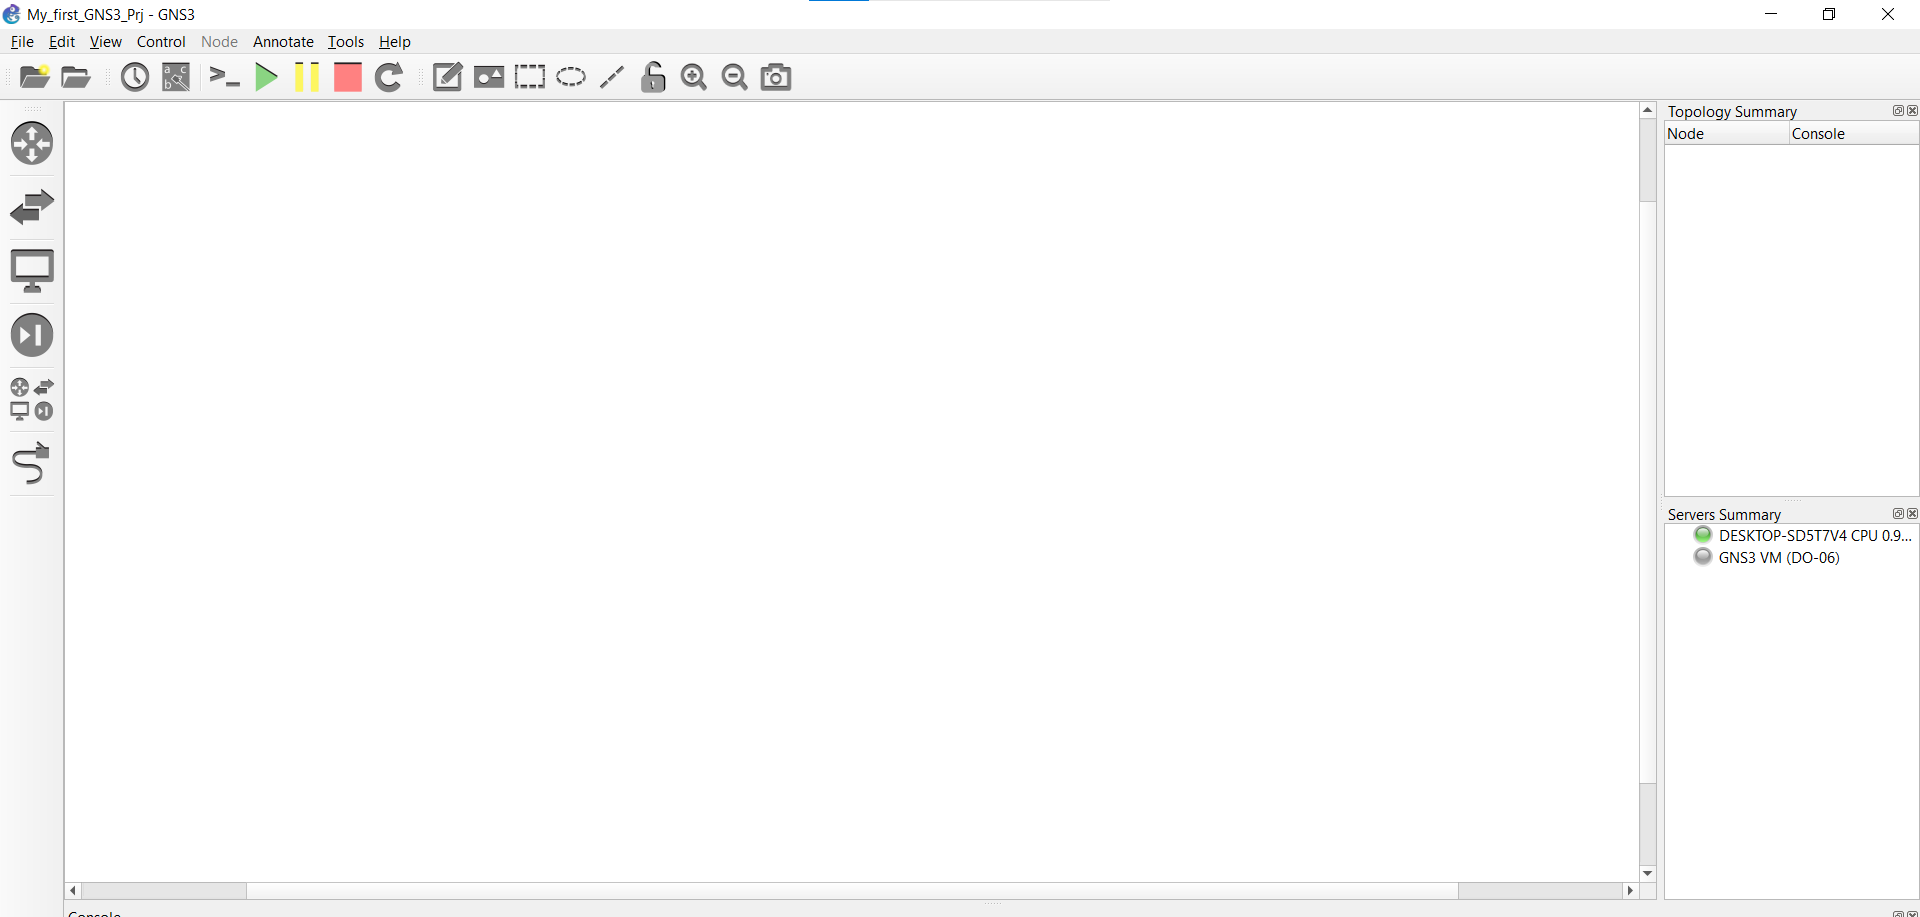 My_first_GNS3_Prj - GNS3
File Edit View Control Node Annotate Tools Help
a c
b
Topology Summary
Node Console
Servers Summary
DESKTOP-SD5T7V4 CPU 0.9...
GNS3 VM (DO-06)
Console